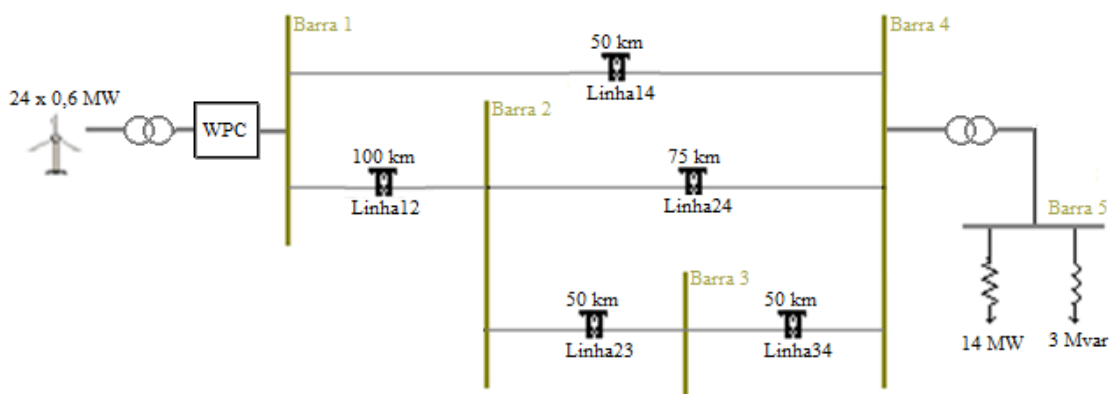 Barra 1
50 km
Linha14
Barra 4
24 x 0,6 MW
WPC
Barra 2
100 km
Linha12
75 km
Linha24
Barra 5
50 km
Linha23
Barra 3
50 km
Linha34
14 MW
3 Mvar